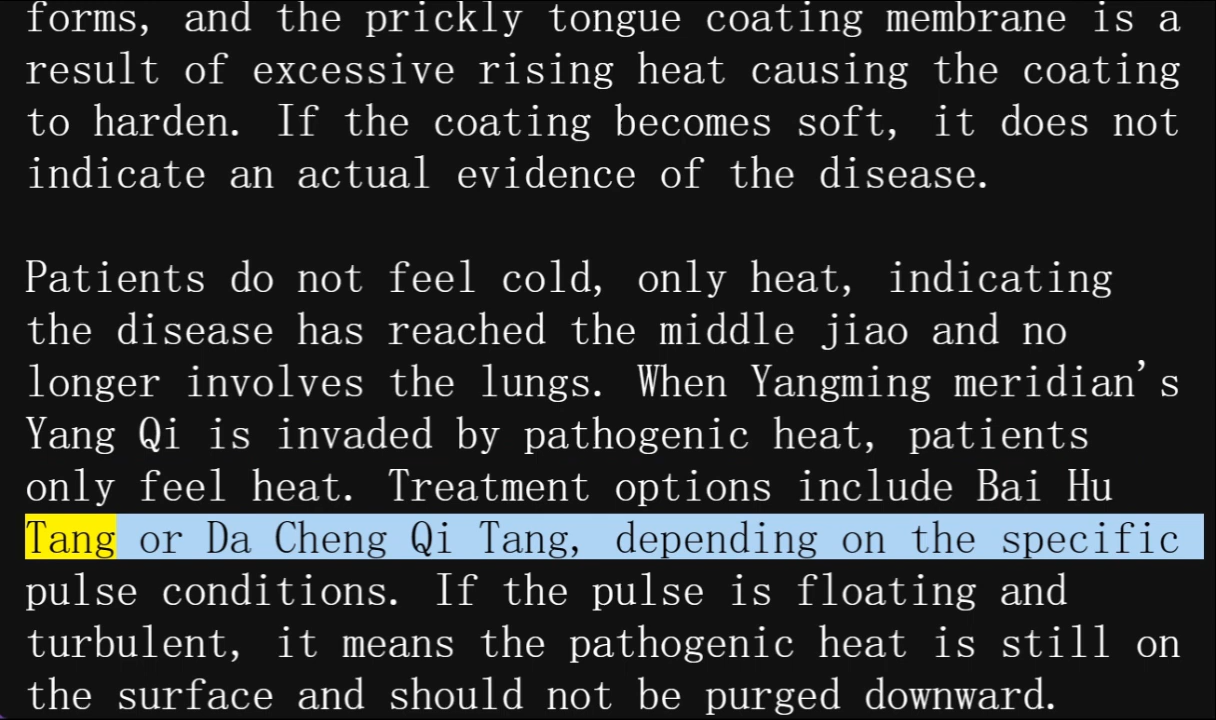 forms, and the prickly tongue coating membrane is a
result of excessive rising heat causing the coating
to harden. If the coating becomes soft, it does not
indicate an actual evidence of the disease.
Patients do not feel cold, only heat, indicating
the disease has reached the middle jiao and no
longer involves the lungs. When Yangming meridian's
Yang Qi is invaded by pathogenic heat, patients
only feel heat. Treatment options include Bai Hu
Tang or Da Cheng Qi Tang, depending on the specific
pulse conditions. If the pulse is floating and
turbulent, it means the pathogenic heat is still on
the surface and should not be purged downward.